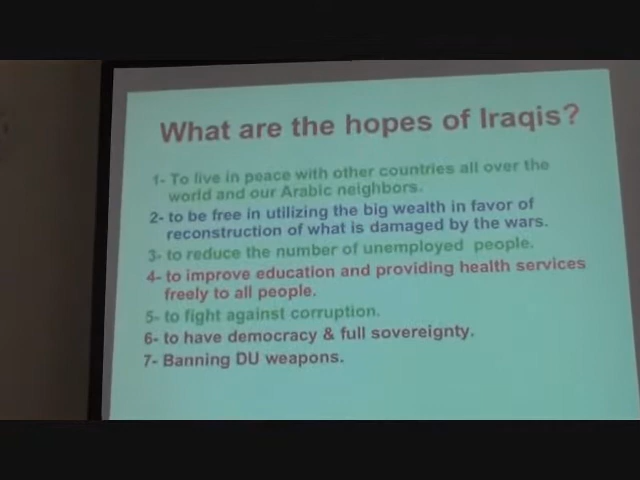 What are the hopes of Iraqis?
1- To live in peace with other countries all over the
world and our Arabic neighbors.
2- to be free in utilizing the big wealth in favor of
reconstruction of what is damaged by the wars.
3- to reduce the number of unemployed people.
4- to improve education and providing health services
freely to all people.
5- to fight against corruption.
6- to have democracy & full sovereignty.
7- Banning DU weapons.